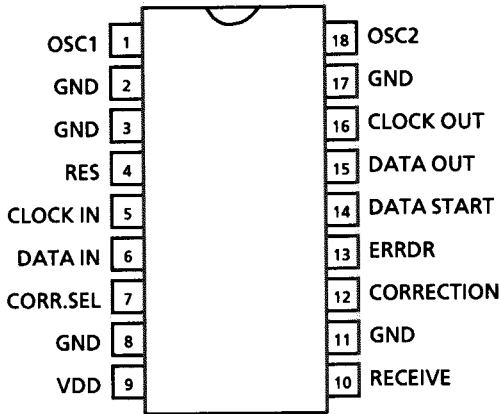 OSC1 1
GND 2
GND 3
RES 4
CLOCK IN 5
DATA IN 6
CORR.SEL 7
GND 8
VDD 9
18 OSC2
17 GND
16 CLOCK OUT
15 DATA OUT
14 DATA START
13 ERRDR
12 CORRECTION
11 GND
10 RECEIVE